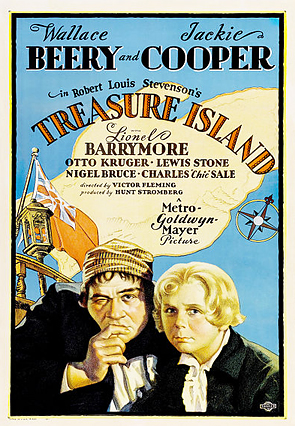 Wallace Jackie
BEERY and COOPER
in Robert Louis Stevenson's
TREASURE ISLAND
with
Lionel
BARRYMORE
OTTO KRUGER · LEWIS STONE
NIGEL BRUCE · CHARLES "Chic" SALE
directed by VICTOR FLEMING
produced by HUNT STROMBERG
A
Metro-
Goldwyn-
Mayer
Picture